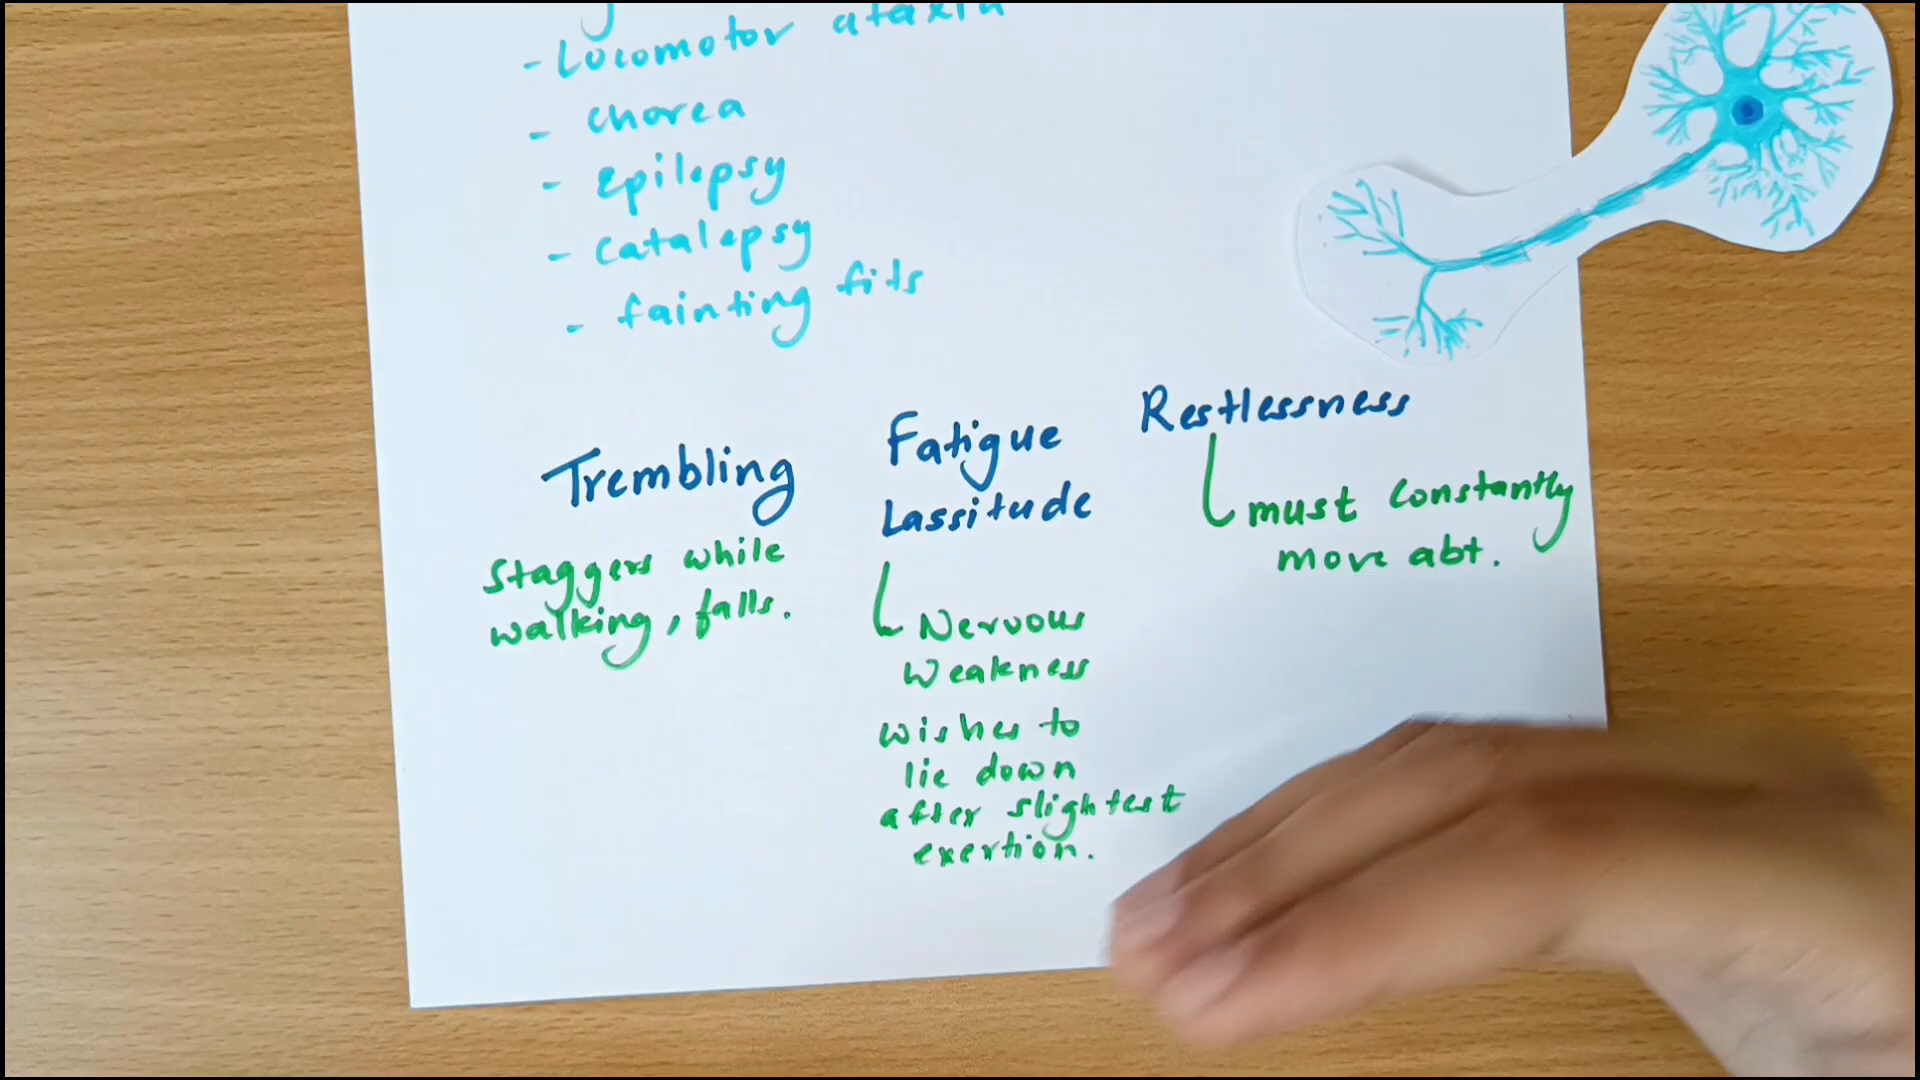 - Locomotor ataxia
- chorea
- epilepsy
- catalepsy
- fainting fits
Trembling
staggers while
walking, falls.
Fatigue
Lassitude
Nervous
weakness
wishes to
lie down
after slightest
exertion.
Restlessness
must constantly
move abt.